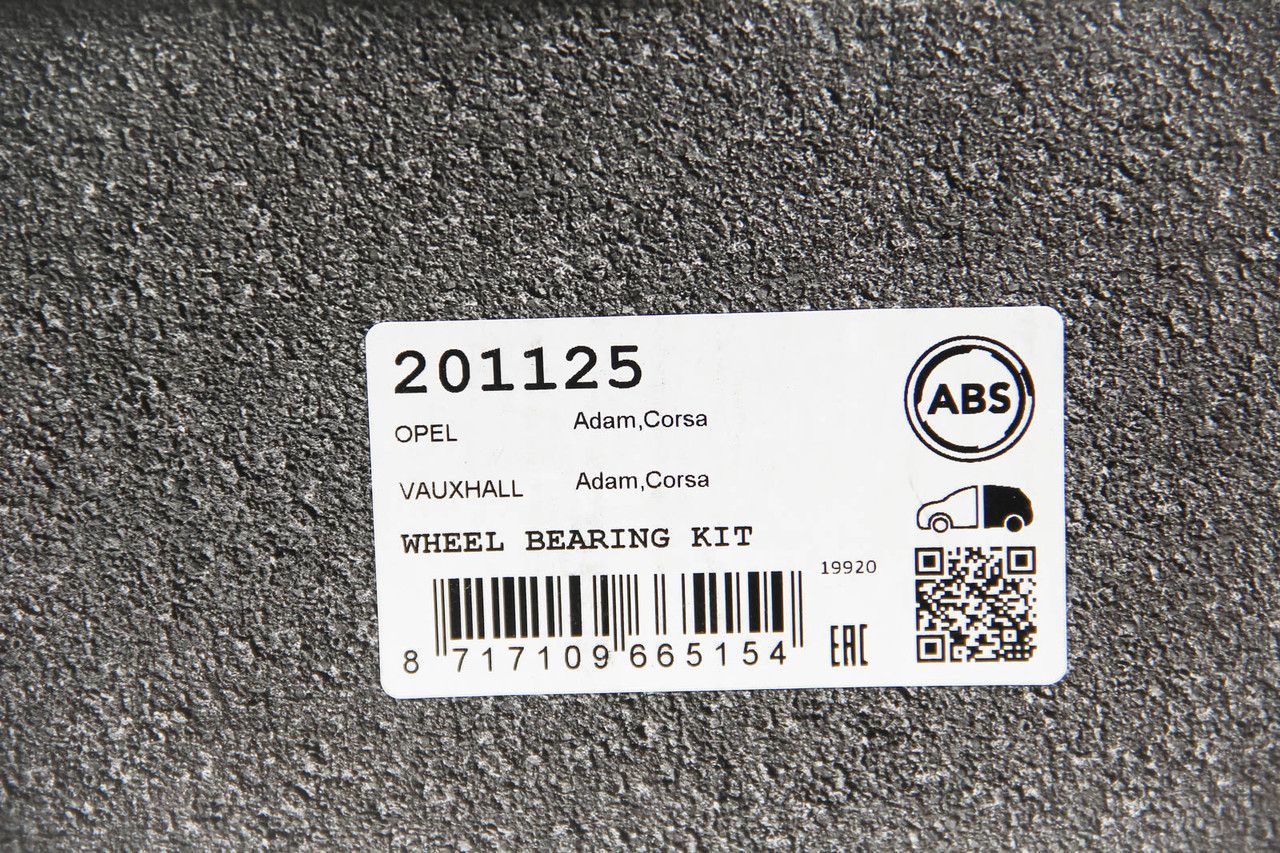 201125
ABS
OPEL Adam,Corsa
VAUXHALL Adam,Corsa
WHEEL BEARING KIT
19920
8 717109 665154
EAC